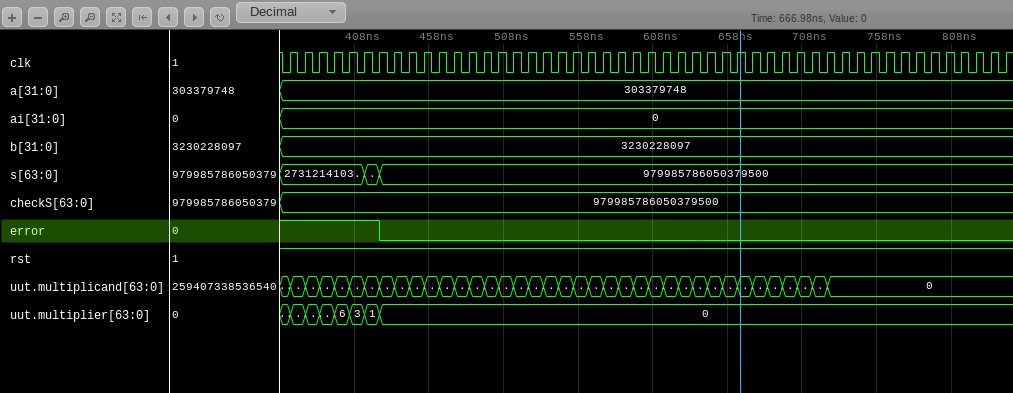 Decimal
Time: 666.98ns, Value: 0
408ns 458ns 508ns 558ns 608ns 658ns 708ns 758ns 808ns
clk 1
a[31:0] 303379748 303379748
ai[31:0] 0 0
b[31:0] 3230228097 3230228097
s[63:0] 979985786050379 2731214103. . 979985786050379500
checkS[63:0] 979985786050379 979985786050379500
error 0
rst 1
uut.multiplicand[63:0] 259407338536540 0
uut.multiplier[63:0] 0 6 3 1 0